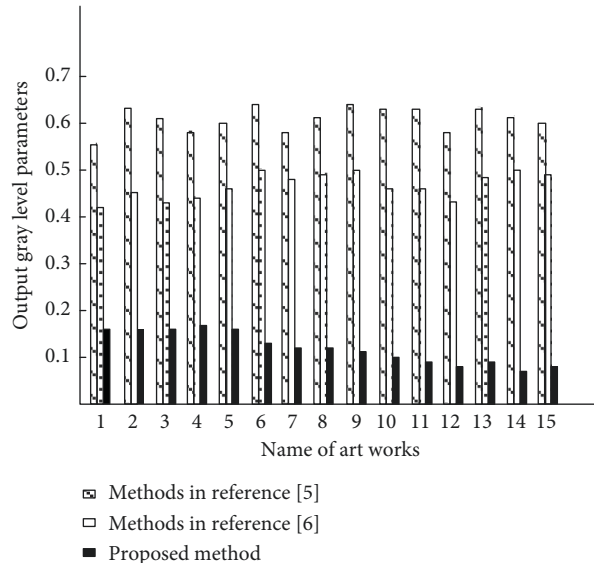 Output gray level parameters
0.7
0.6
0.5
0.4
0.3
0.2
0.1
1 2 3 4 5 6 7 8 9 10 11 12 13 14 15
Name of art works
Methods in reference [5]
Methods in reference [6]
Proposed method